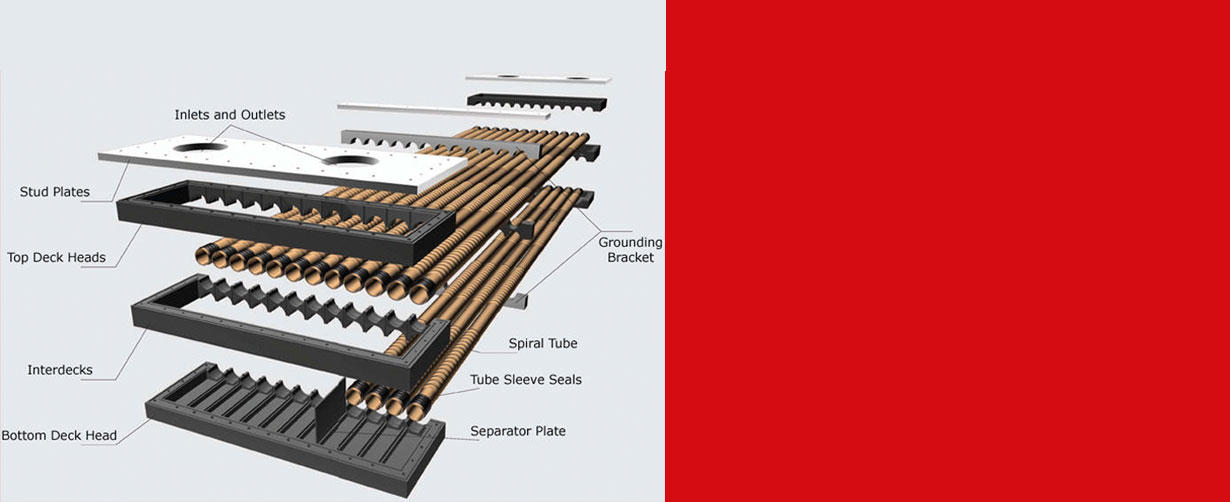 Inlets and Outlets
Stud Plates
Top Deck Heads
Grounding
Bracket
Interdecks
Spiral Tube
Tube Sleeve Seals
Bottom Deck Head
Separator Plate